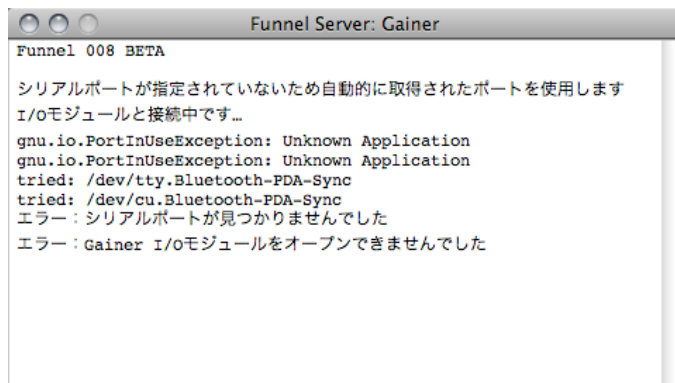 Funnel Server: Gainer
Funnel 008 BETA
シリアルポートが指定されていないため自動的に取得されたポートを使用します
I/Oモジュールと接続中です…
gnu.io.PortInUseException: Unknown Application
gnu.io.PortInUseException: Unknown Application
tried: /dev/tty.Bluetooth-PDA-Sync
tried: /dev/cu.Bluetooth-PDA-Sync
エラー：シリアルポートが見つかりませんでした
エラー：Gainer I/Oモジュールをオープンできませんでした